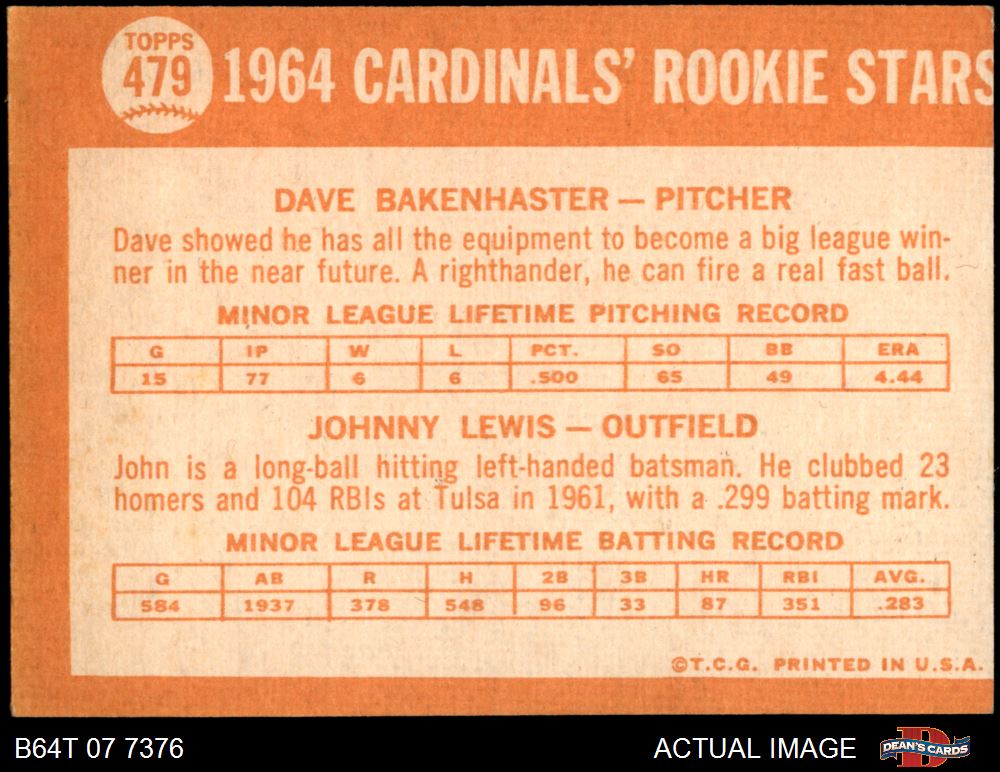 TOPPS
479
1964 CARDINALS' ROOKIE STARS
DAVE BAKENHASTER — PITCHER
Dave showed he has all the equipment to become a big league win-
ner in the near future. A righthander, he can fire a real fast ball.
MINOR LEAGUE LIFETIME PITCHING RECORD
G IP W L PCT. SO BB ERA
15 77 6 6 .500 65 49 4.44
JOHNNY LEWIS — OUTFIELD
John is a long-ball hitting left-handed batsman. He clubbed 23
homers and 104 RBIs at Tulsa in 1961, with a .299 batting mark.
MINOR LEAGUE LIFETIME BATTING RECORD
G AB R H 2B 3B HR RBI AVG.
584 1937 378 548 96 33 87 351 .283
©T.C.G. PRINTED IN U.S.A.
B64T 07 7376
ACTUAL IMAGE
D
DEAN'S CARDS